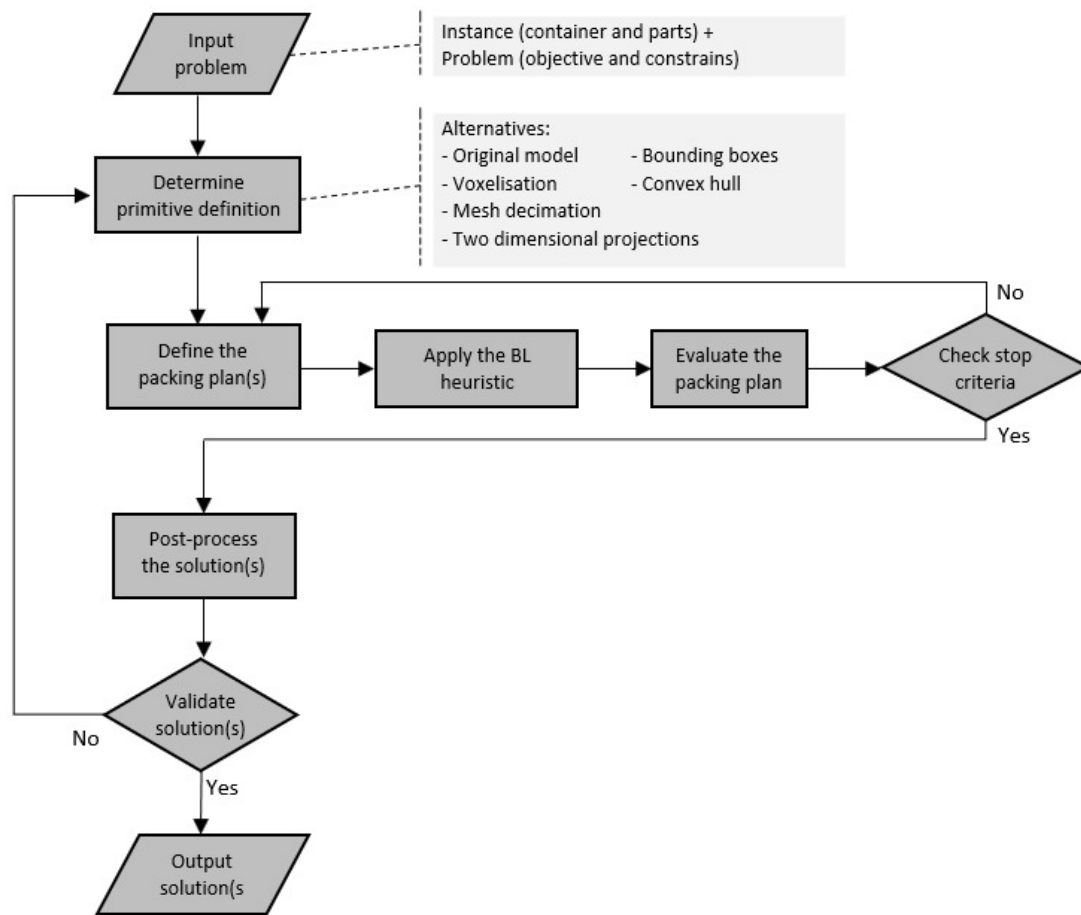 Input
problem
Instance (container and parts) +
Problem (objective and constrains)
Determine
primitive definition
Alternatives:
- Original model - Bounding boxes
- Voxelisation - Convex hull
- Mesh decimation
- Two dimensional projections
No
Define the
packing plan(s)
Apply the BL
heuristic
Evaluate the
packing plan
Check stop
criteria
Yes
Post-process
the solution(s)
Validate
solution(s)
No
Yes
Output
solution(s